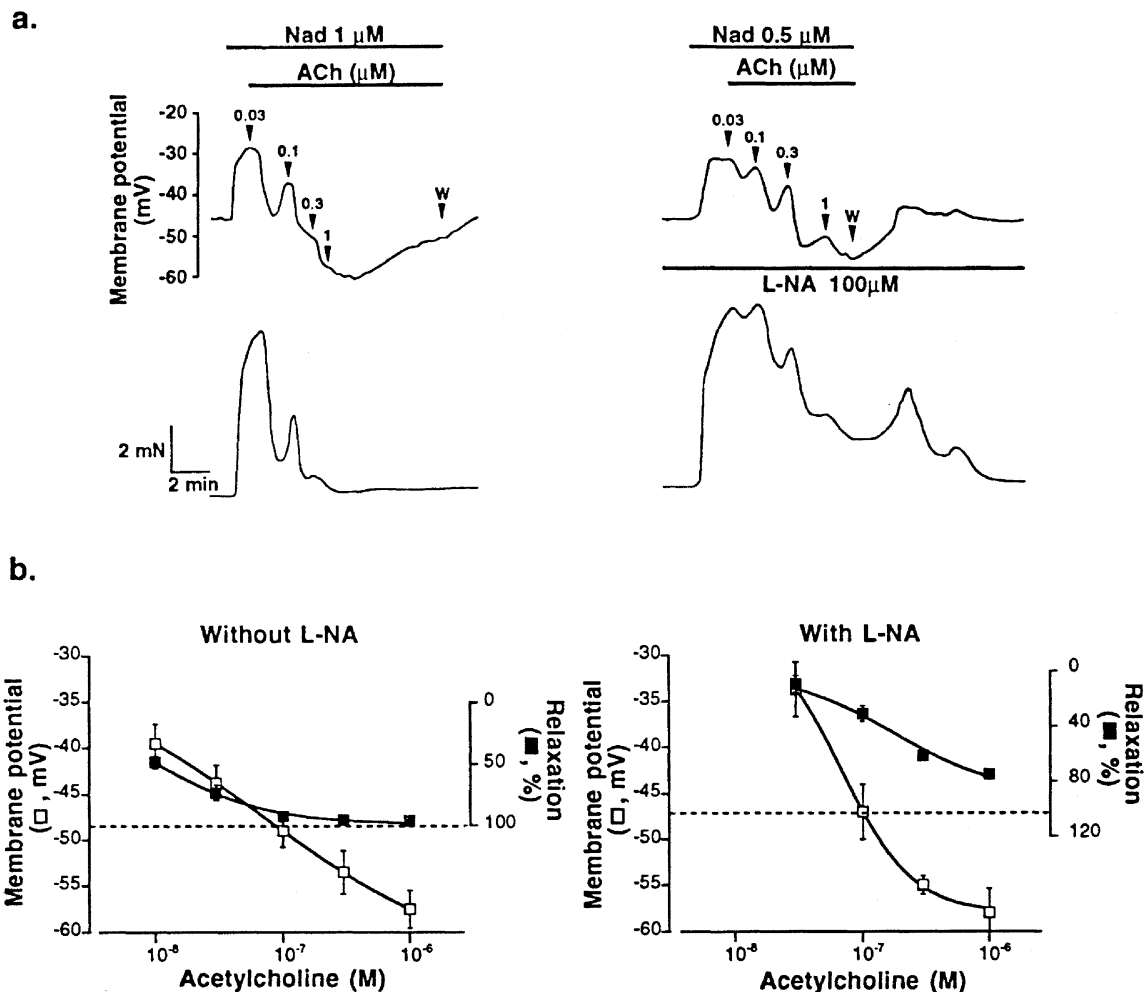 a.
Nad 1 µM
ACh (µM)
Membrane potential
(mV)
-20
-30
-40
-50
-60
0.03
0.1
0.3
1
W
2 mN
2 min
Nad 0.5 µM
ACh (µM)
0.03
0.1
0.3
1
W
L-NA 100µM
b.
Without L-NA
Membrane potential
(□, mV)
-30
-35
-40
-45
-50
-55
-60
0
50
100
Relaxation
(■, %)
10⁻⁸
10⁻⁷
10⁻⁶
Acetylcholine (M)
With L-NA
Membrane potential
(□, mV)
-30
-35
-40
-45
-50
-55
-60
0
40
80
120
Relaxation
(■, %)
10⁻⁸
10⁻⁷
10⁻⁶
Acetylcholine (M)